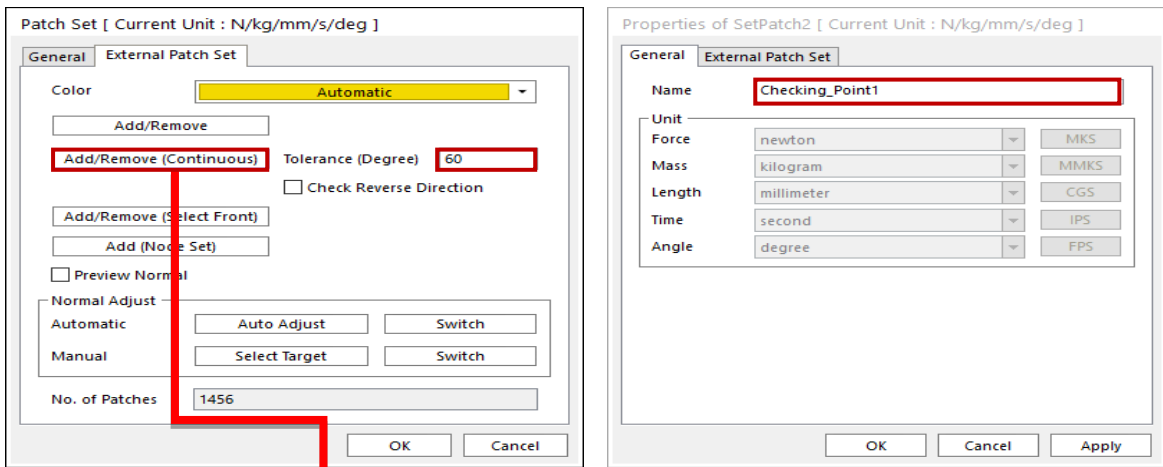 Patch Set [ Current Unit : N/kg/mm/s/deg ]
General External Patch Set
Color Automatic
Add/Remove
Add/Remove (Continuous) Tolerance (Degree) 60
Check Reverse Direction
Add/Remove (Select Front)
Add (Node Set)
Preview Normal
Normal Adjust
Automatic Auto Adjust Switch
Manual Select Target Switch
No. of Patches 1456
OK Cancel
Properties of SetPatch2 [ Current Unit : N/kg/mm/s/deg ]
General External Patch Set
Name Checking_Point1
Unit
Force newton MKS
Mass kilogram MMKS
Length millimeter CGS
Time second IPS
Angle degree FPS
OK Cancel Apply